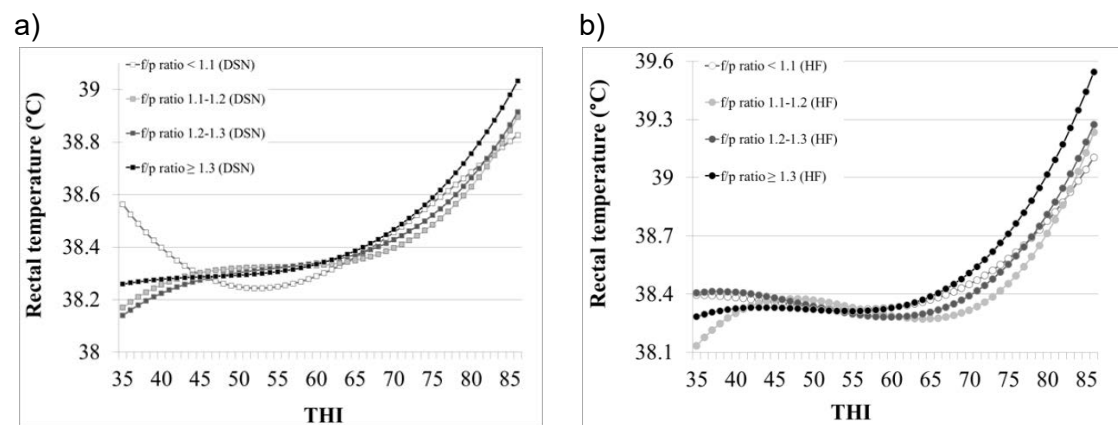 a)
f/p ratio < 1.1 (DSN)
f/p ratio 1.1-1.2 (DSN)
f/p ratio 1.2-1.3 (DSN)
f/p ratio ≥ 1.3 (DSN)
Rectal temperature (°C)
39
38.8
38.6
38.4
38.2
38
35 40 45 50 55 60 65 70 75 80 85
THI
b)
f/p ratio < 1.1 (HF)
f/p ratio 1.1-1.2 (HF)
f/p ratio 1.2-1.3 (HF)
f/p ratio ≥ 1.3 (HF)
Rectal temperature (°C)
39.6
39.3
39
38.7
38.4
38.1
35 40 45 50 55 60 65 70 75 80 85
THI